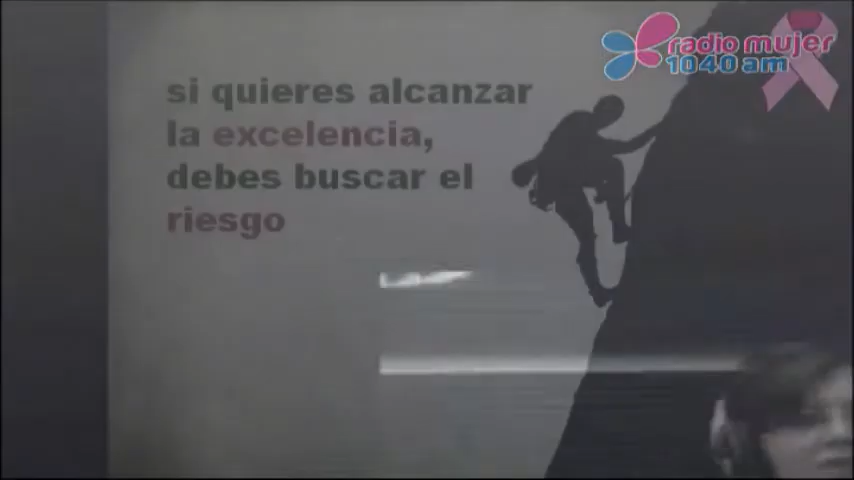 radio mujer
1040 am
si quieres alcanzar
la excelencia,
debes buscar el
riesgo